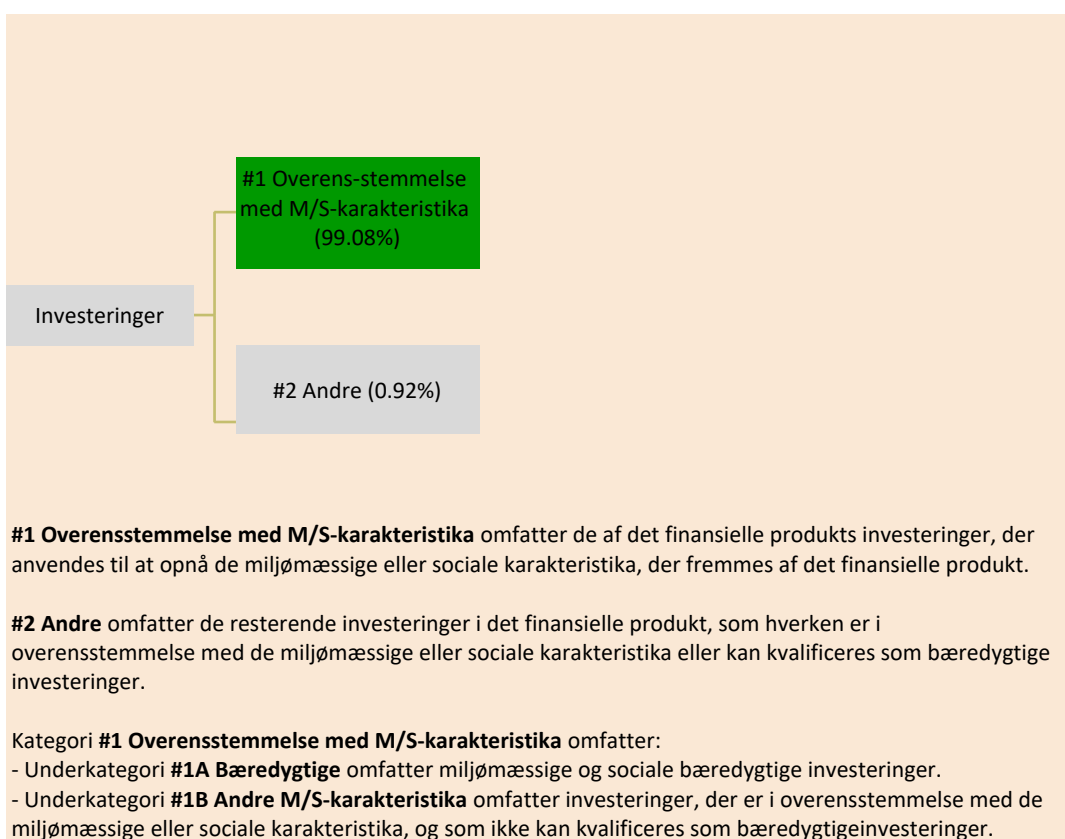 #1 Overens-stemmelse
med M/S-karakteristika
(99.08%)
Investeringer
#2 Andre (0.92%)
#1 Overensstemmelse med M/S-karakteristika omfatter de af det finansielle produkts investeringer, der
anvendes til at opnå de miljømæssige eller sociale karakteristika, der fremmes af det finansielle produkt.
#2 Andre omfatter de resterende investeringer i det finansielle produkt, som hverken er i
overensstemmelse med de miljømæssige eller sociale karakteristika eller kan kvalificeres som bæredygtige
investeringer.
Kategori #1 Overensstemmelse med M/S-karakteristika omfatter:
- Underkategori #1A Bæredygtige omfatter miljømæssige og sociale bæredygtige investeringer.
- Underkategori #1B Andre M/S-karakteristika omfatter investeringer, der er i overensstemmelse med de
miljømæssige eller sociale karakteristika, og som ikke kan kvalificeres som bæredygtigeinvesteringer.